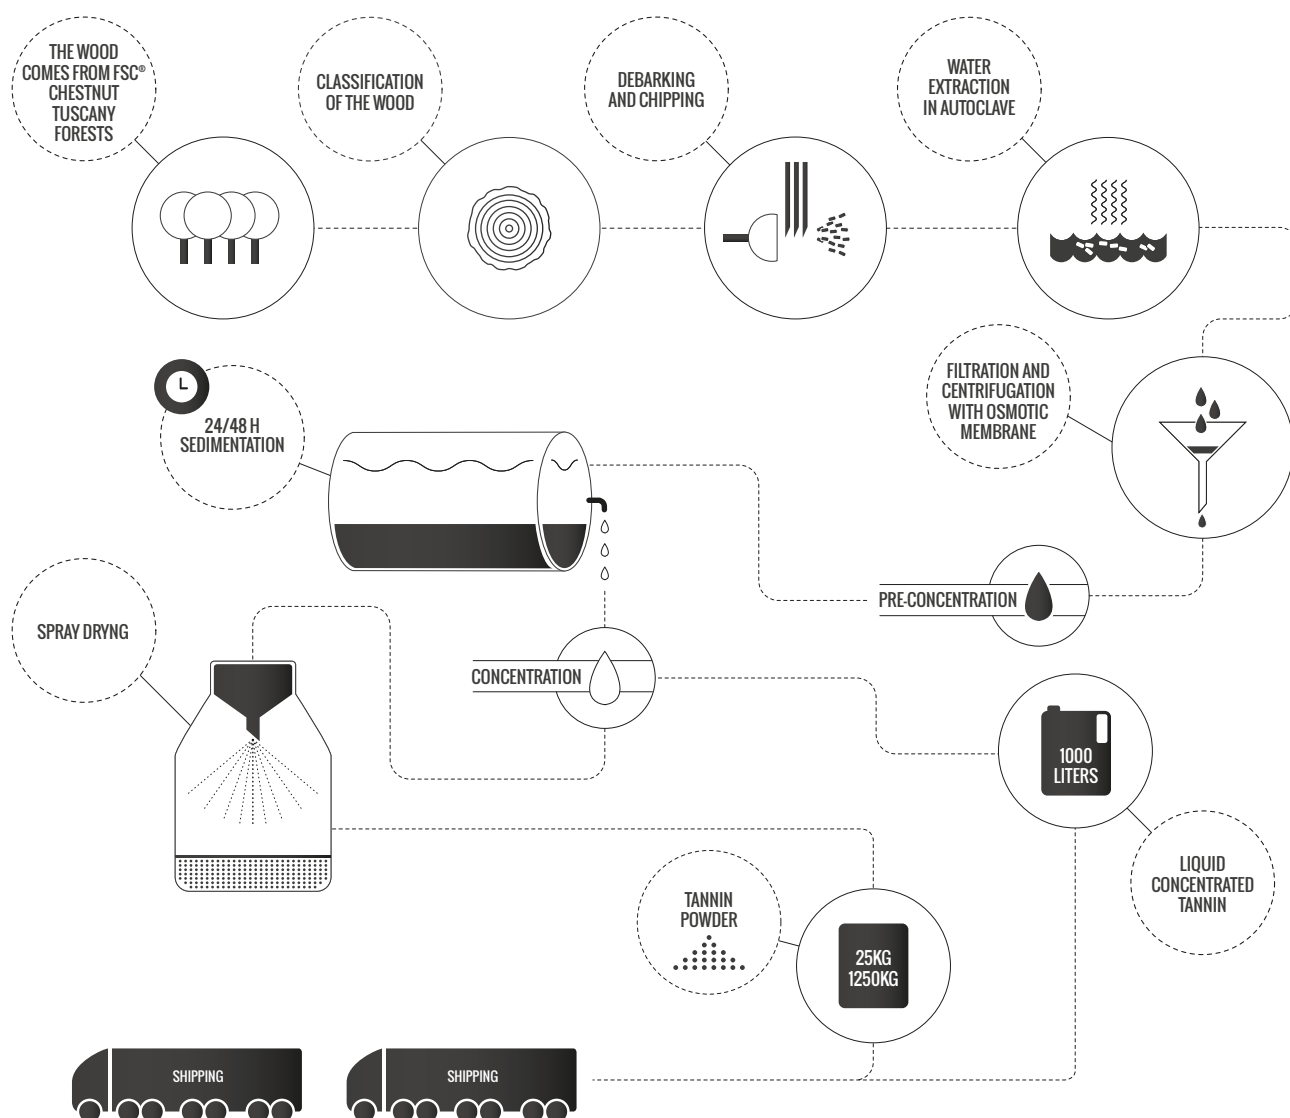 THE WOOD
COMES FROM FSC®
CHESTNUT
TUSCANY
FORESTS
CLASSIFICATION
OF THE WOOD
DEBARKING
AND CHIPPING
WATER
EXTRACTION
IN AUTOCLAVE
FILTRATION AND
CENTRIFUGATION
WITH OSMOTIC
MEMBRANE
24/48 H
SEDIMENTATION
PRE-CONCENTRATION
SPRAY DRYNG
CONCENTRATION
1000
LITERS
LIQUID
CONCENTRATED
TANNIN
TANNIN
POWDER
25KG
1250KG
SHIPPING
SHIPPING